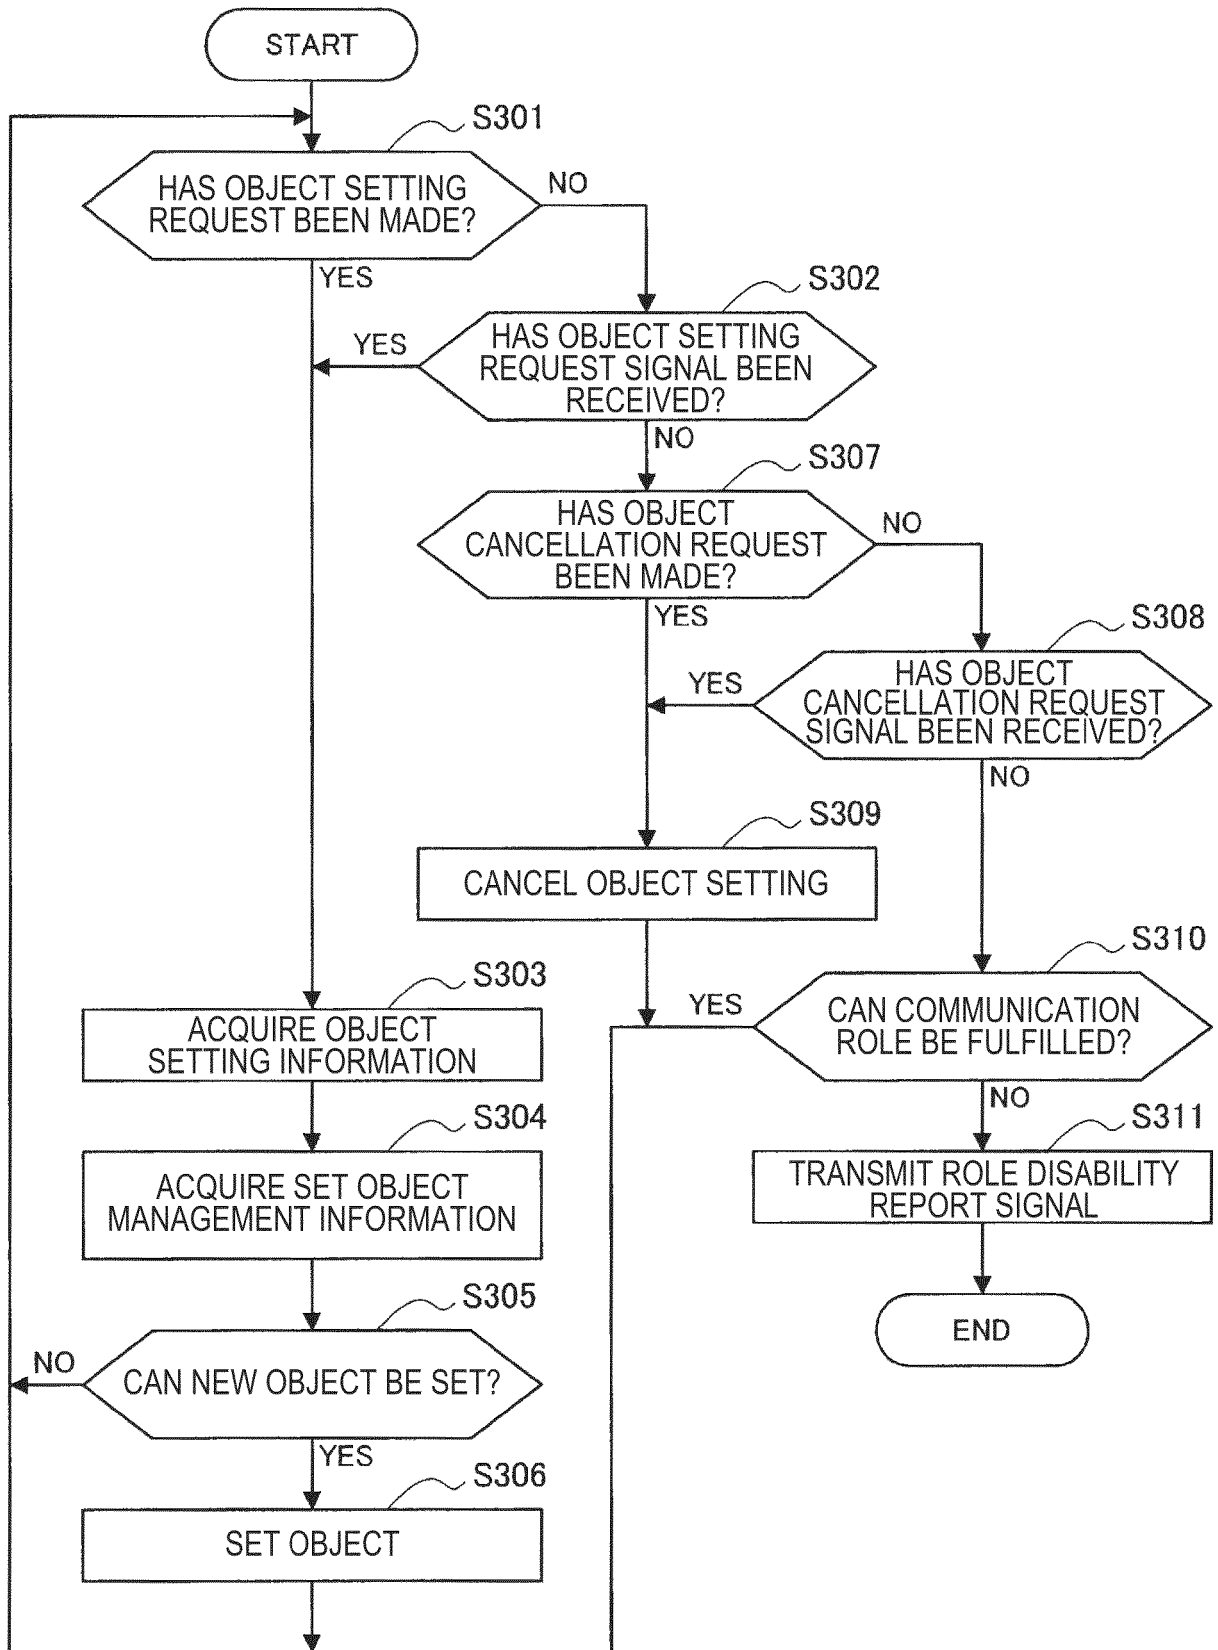 START
S301
HAS OBJECT SETTING
REQUEST BEEN MADE?
NO
YES
S302
HAS OBJECT SETTING
REQUEST SIGNAL BEEN
RECEIVED?
YES
NO
S307
HAS OBJECT
CANCELLATION REQUEST
BEEN MADE?
NO
YES
S308
HAS OBJECT
CANCELLATION REQUEST
SIGNAL BEEN RECEIVED?
YES
NO
S309
CANCEL OBJECT SETTING
S310
CAN COMMUNICATION
ROLE BE FULFILLED?
YES
NO
S303
ACQUIRE OBJECT
SETTING INFORMATION
S304
ACQUIRE SET OBJECT
MANAGEMENT INFORMATION
S311
TRANSMIT ROLE DISABILITY
REPORT SIGNAL
END
S305
CAN NEW OBJECT BE SET?
NO
YES
S306
SET OBJECT